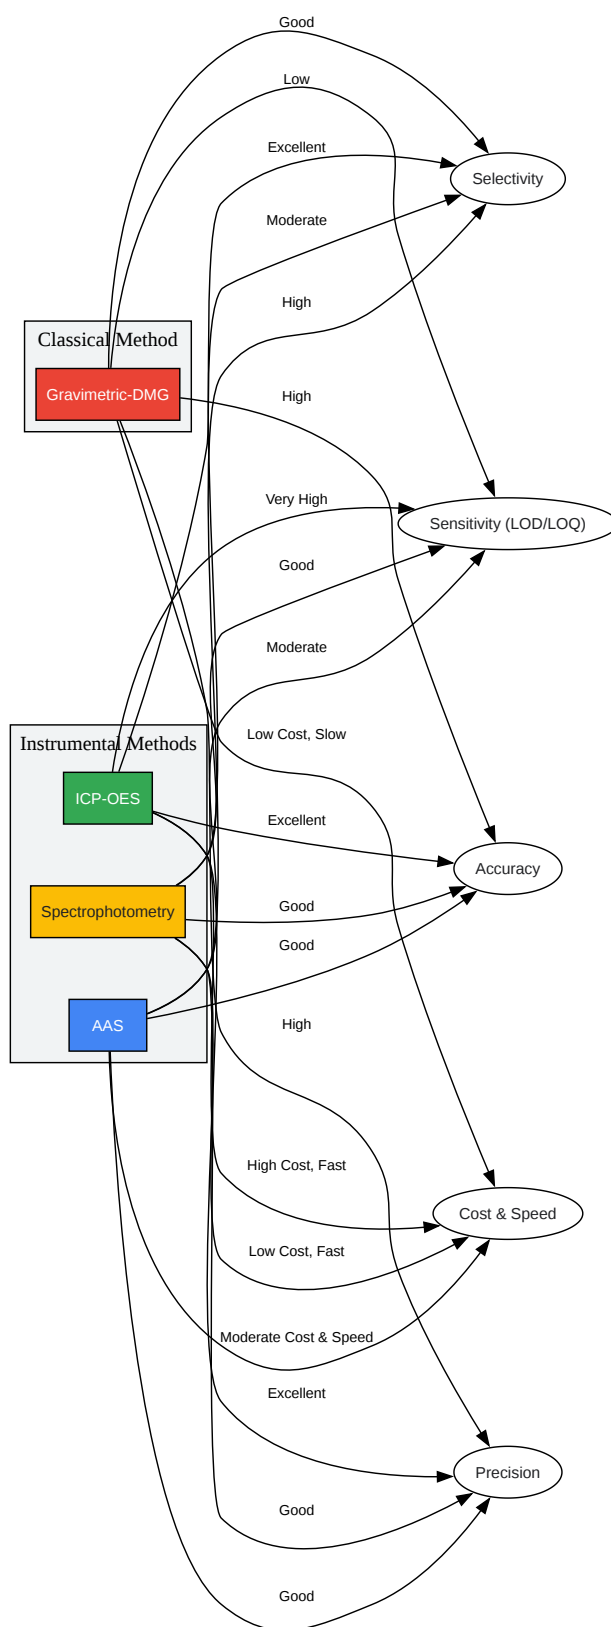 Good
Low
Excellent
Selectivity
Moderate
High
Classical Method
Gravimetric-DMG
High
Very High
Sensitivity (LOD/LOQ)
Good
Moderate
Low Cost, Slow
Instrumental Methods
ICP-OES
Excellent
Accuracy
Spectrophotometry
Good
Good
AAS
High
High Cost, Fast
Cost & Speed
Low Cost, Fast
Moderate Cost & Speed
Excellent
Precision
Good
Good